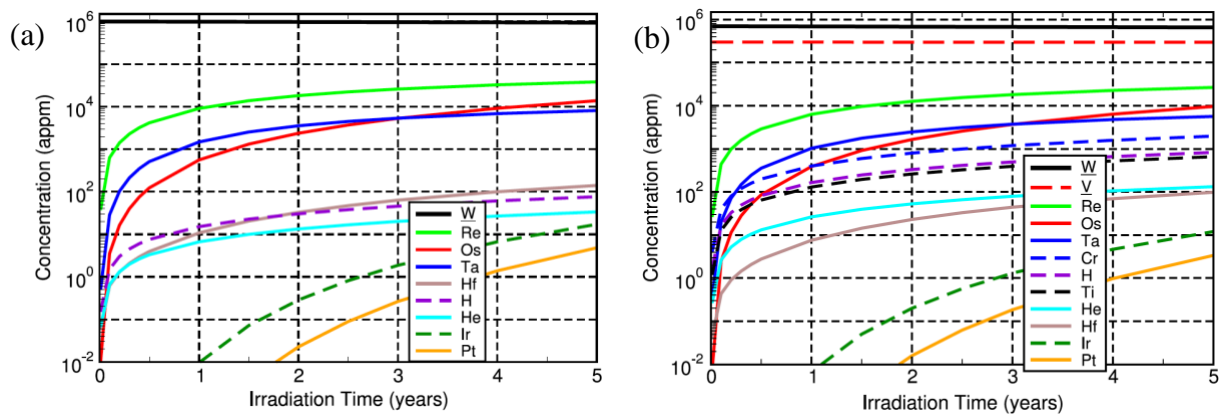 (a)
Concentration (appm)
10^6
10^4
10^2
10^0
10^-2
0 1 2 3 4 5
Irradiation Time (years)
W
Re
Os
Ta
Hf
H
He
Ir
Pt
(b)
Concentration (appm)
10^6
10^4
10^2
10^0
10^-2
0 1 2 3 4 5
Irradiation Time (years)
W
V
Re
Os
Ta
Cr
H
Ti
He
Hf
Ir
Pt